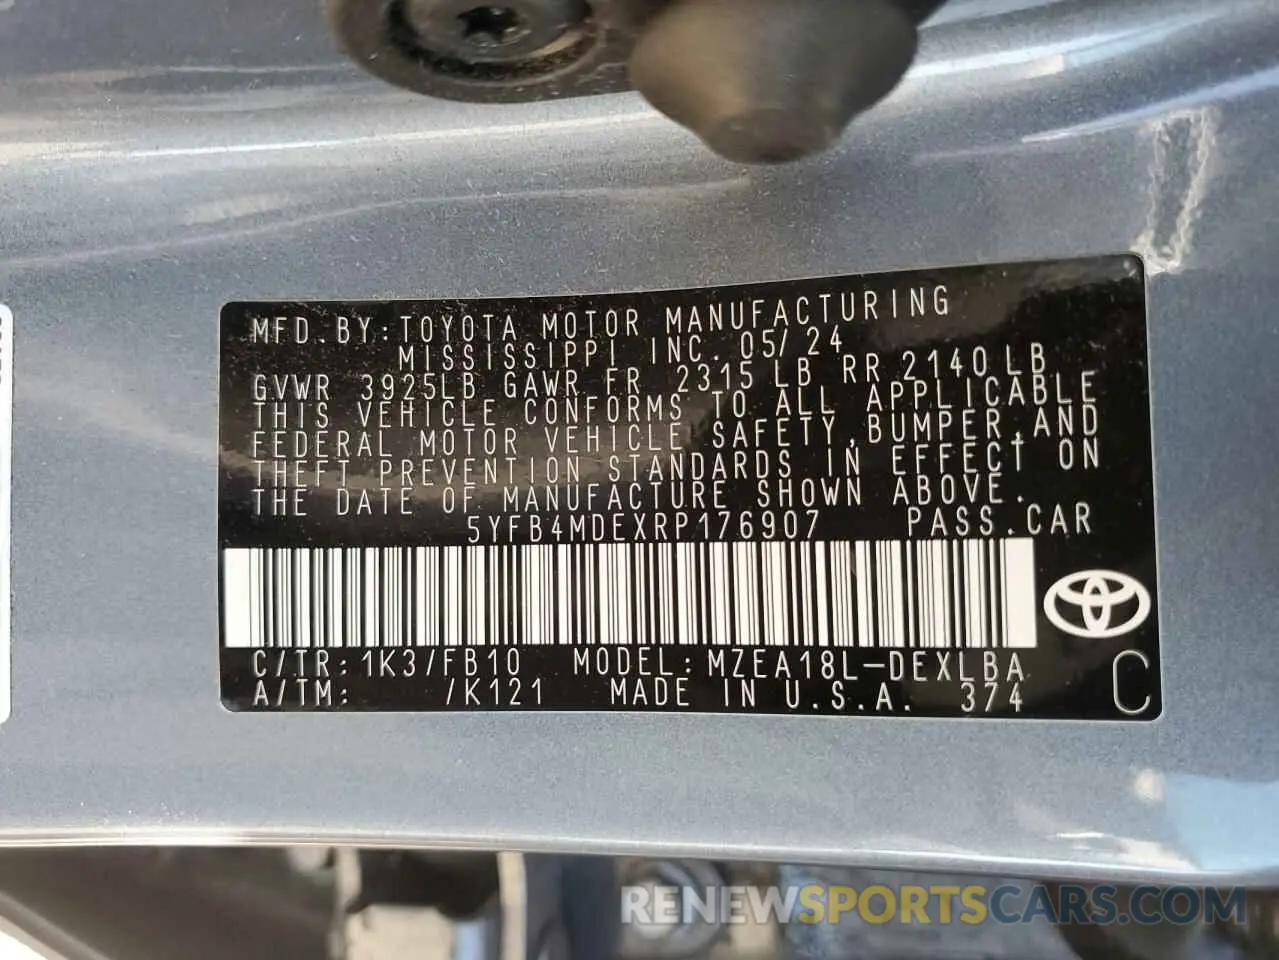 MFD. BY: TOYOTA MOTOR MANUFACTURING
MISSISSIPPI INC. 05/24
GVWR 3925LB GAWR FR 2315 LB RR 2140 LB
THIS VEHICLE CONFORMS TO ALL APPLICABLE
FEDERAL MOTOR VEHICLE SAFETY, BUMPER, AND
THEFT PREVENTION STANDARDS IN EFFECT ON
THE DATE OF MANUFACTURE SHOWN ABOVE.
5YFB4MDEXRP176907 PASS. CAR
C/TR: 1K3/FB10 MODEL: MZEA18L-DEXLBA
A/TM: /K121 MADE IN U.S.A. 374
C
RENEWSPORTSCARS.COM